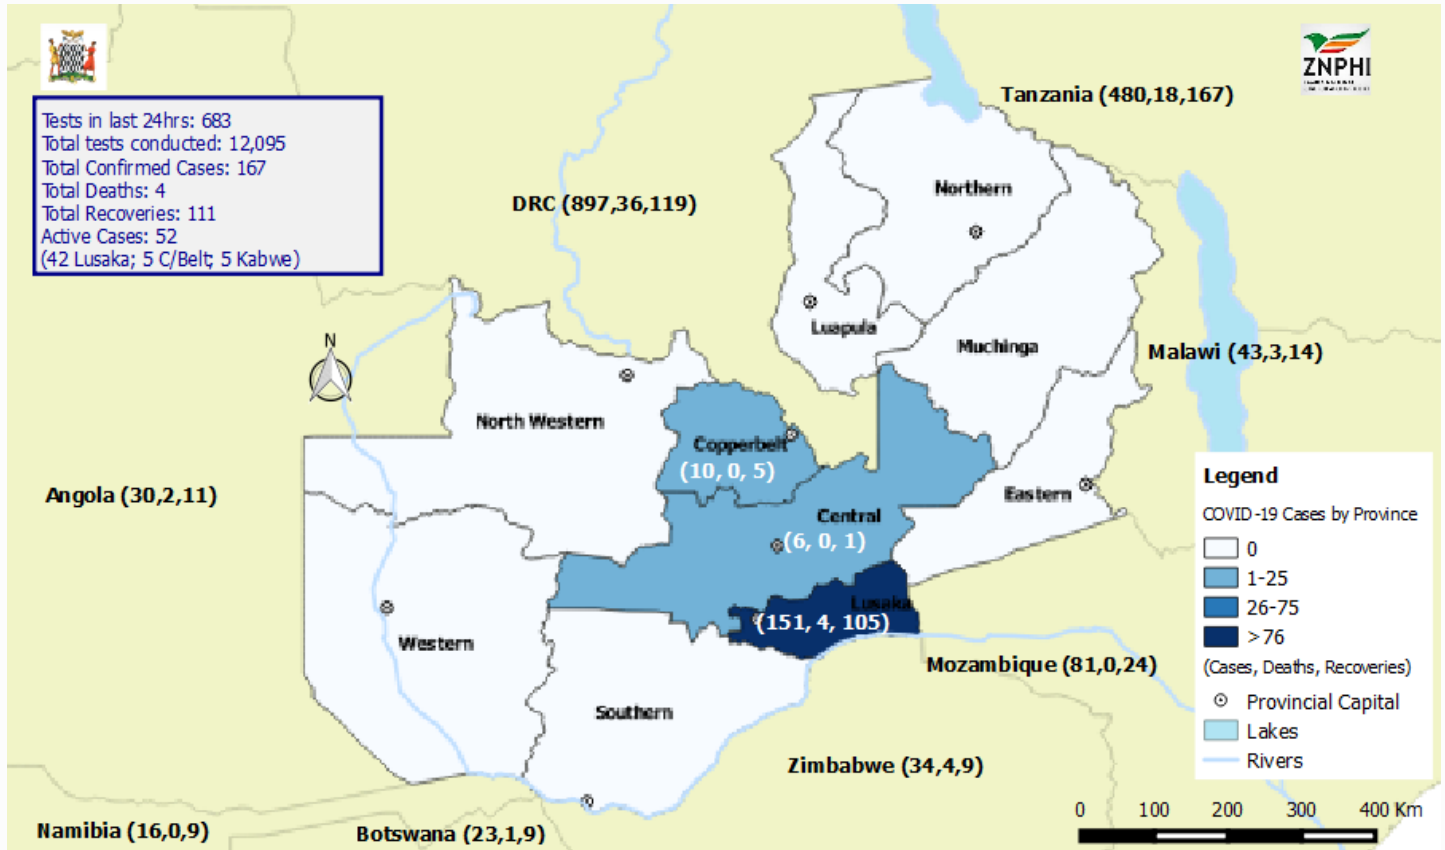 ZNPHI
Tests in last 24hrs: 683
Total tests conducted: 12,095
Total Confirmed Cases: 167
Total Deaths: 4
Total Recoveries: 111
Active Cases: 52
(42 Lusaka; 5 C/Belt; 5 Kabwe)
Tanzania (480,18,167)
DRC (897,36,119)
Northern
Luapula
Muchinga
Malawi (43,3,14)
N
North Western
Copperbelt
(10, 0, 5)
Angola (30,2,11)
Eastern
Central
(6, 0, 1)
Lusaka
(151, 4, 105)
Western
Mozambique (81,0,24)
Southern
Zimbabwe (34,4,9)
Namibia (16,0,9)
Botswana (23,1,9)
Legend
COVID-19 Cases by Province
0
1-25
26-75
>76
(Cases, Deaths, Recoveries)
Provincial Capital
Lakes
Rivers
0 100 200 300 400 Km